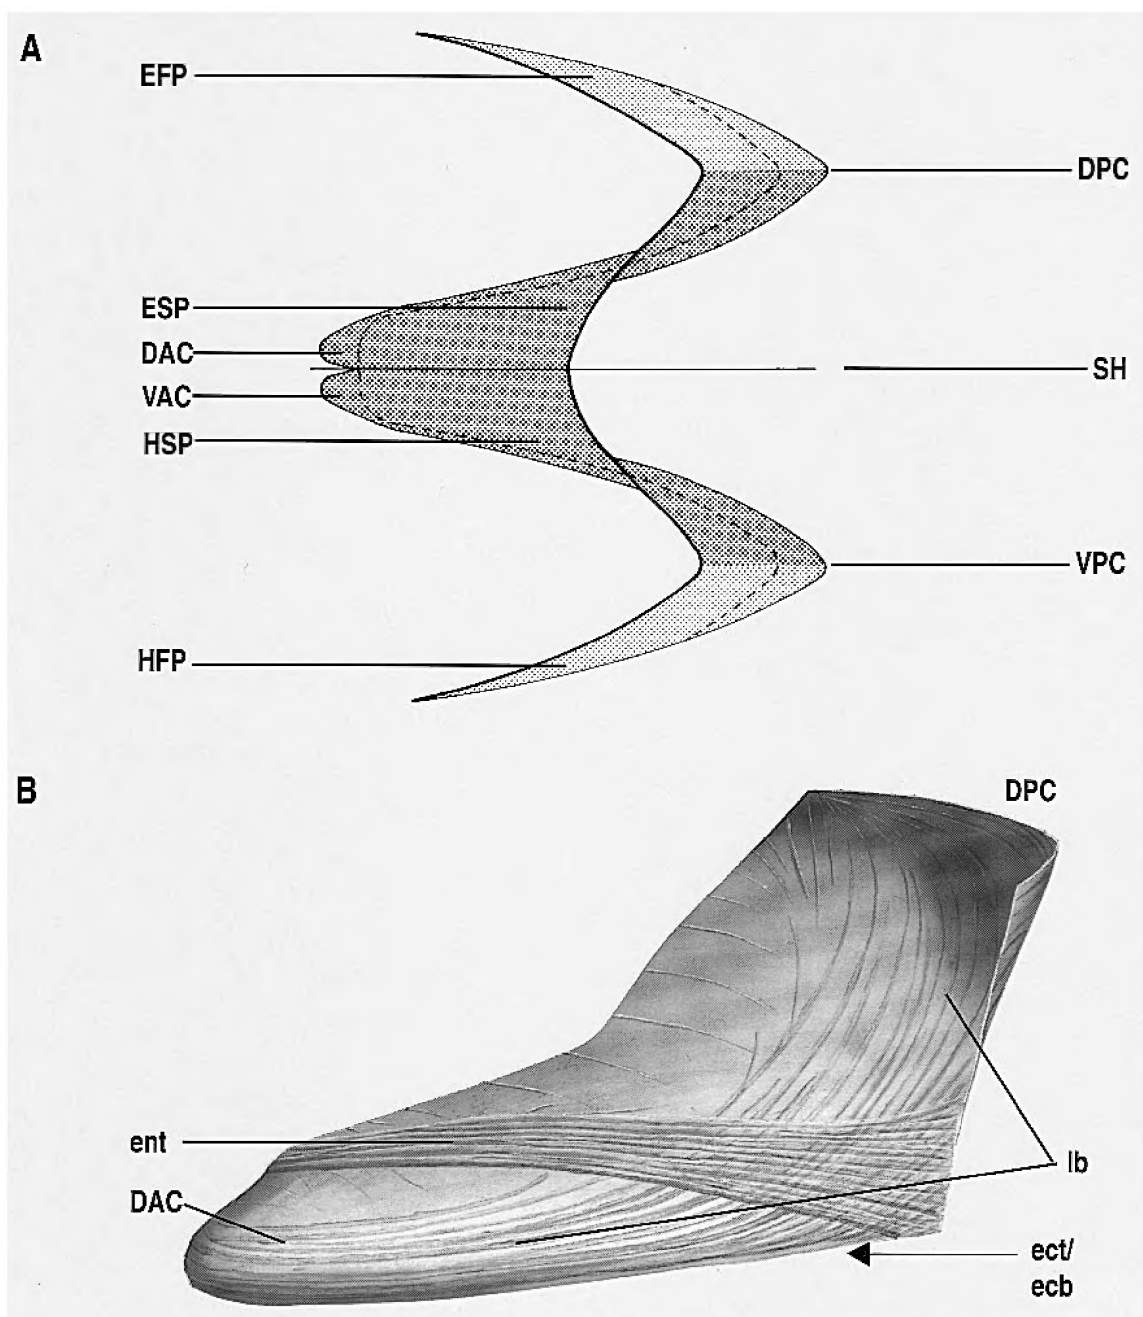 A
EFP
DPC
ESP
DAC
SH
VAC
HSP
VPC
HFP
B
DPC
ent
lb
DAC
ect/
ecb